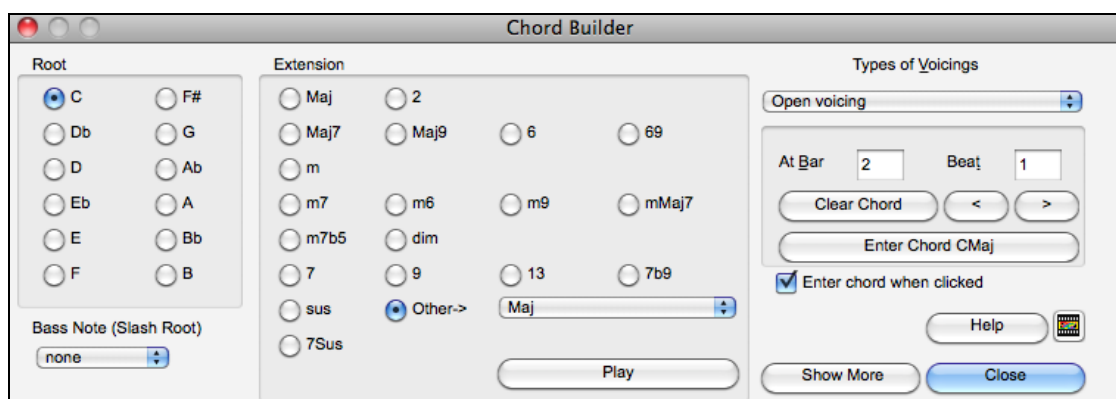 Chord Builder
Root
C F#
Db G
D Ab
Eb A
E Bb
F B
Bass Note (Slash Root)
none
Extension
Maj 2
Maj7 Maj9 6 69
m
m7 m6 m9 mMaj7
m7b5 dim
7 9 13 7b9
sus Other-> Maj
7Sus
Play
Types of Voicings
Open voicing
At Bar 2 Beat 1
Clear Chord < >
Enter Chord CMaj
Enter chord when clicked
Help
Show More Close